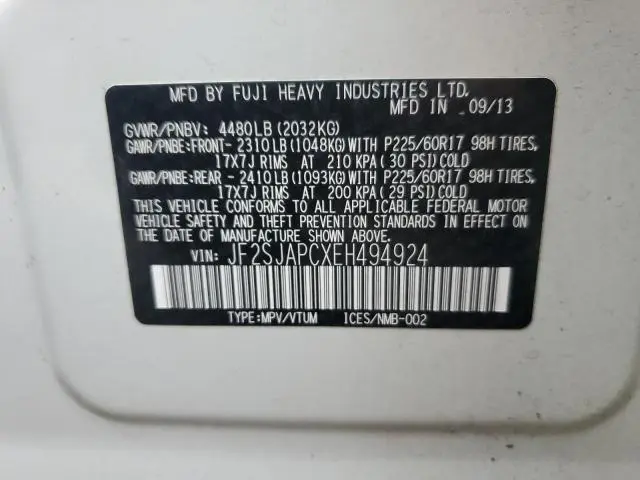 MFD BY FUJI HEAVY INDUSTRIES LTD.
MFD IN 09/13
GVWR/PNBV: 4480LB(2032KG)
GAWR/PNBE:FRONT- 2310LB(1048KG)WITH P225/60R17 98H TIRES,
17X7J RIMS AT 210 KPA(30 PSI)COLD
GAWR/PNBE:REAR - 2410LB(1093KG)WITH P225/60R17 98H TIRES,
17X7J RIMS AT 200 KPA(29 PSI)COLD
THIS VEHICLE CONFORMS TO ALL APPLICABLE FEDERAL MOTOR
VEHICLE SAFETY AND THEFT PREVENTION STANDARDS IN EFFECT ON
THE DATE OF MANUFACTURE SHOWN ABOVE.
VIN: JF2SJAPCXEH494924
TYPE:MPV/VTUM ICES/NMB-002